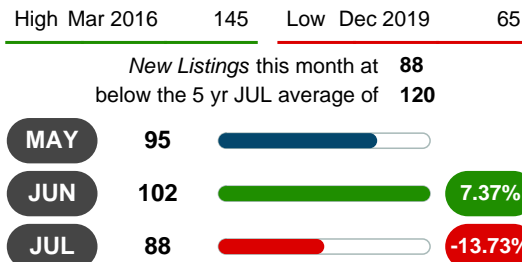 High Mar 2016 145 Low Dec 2019 65
New Listings this month at 88
below the 5 yr JUL average of 120
MAY 95
JUN 102 7.37%
JUL 88 -13.73%